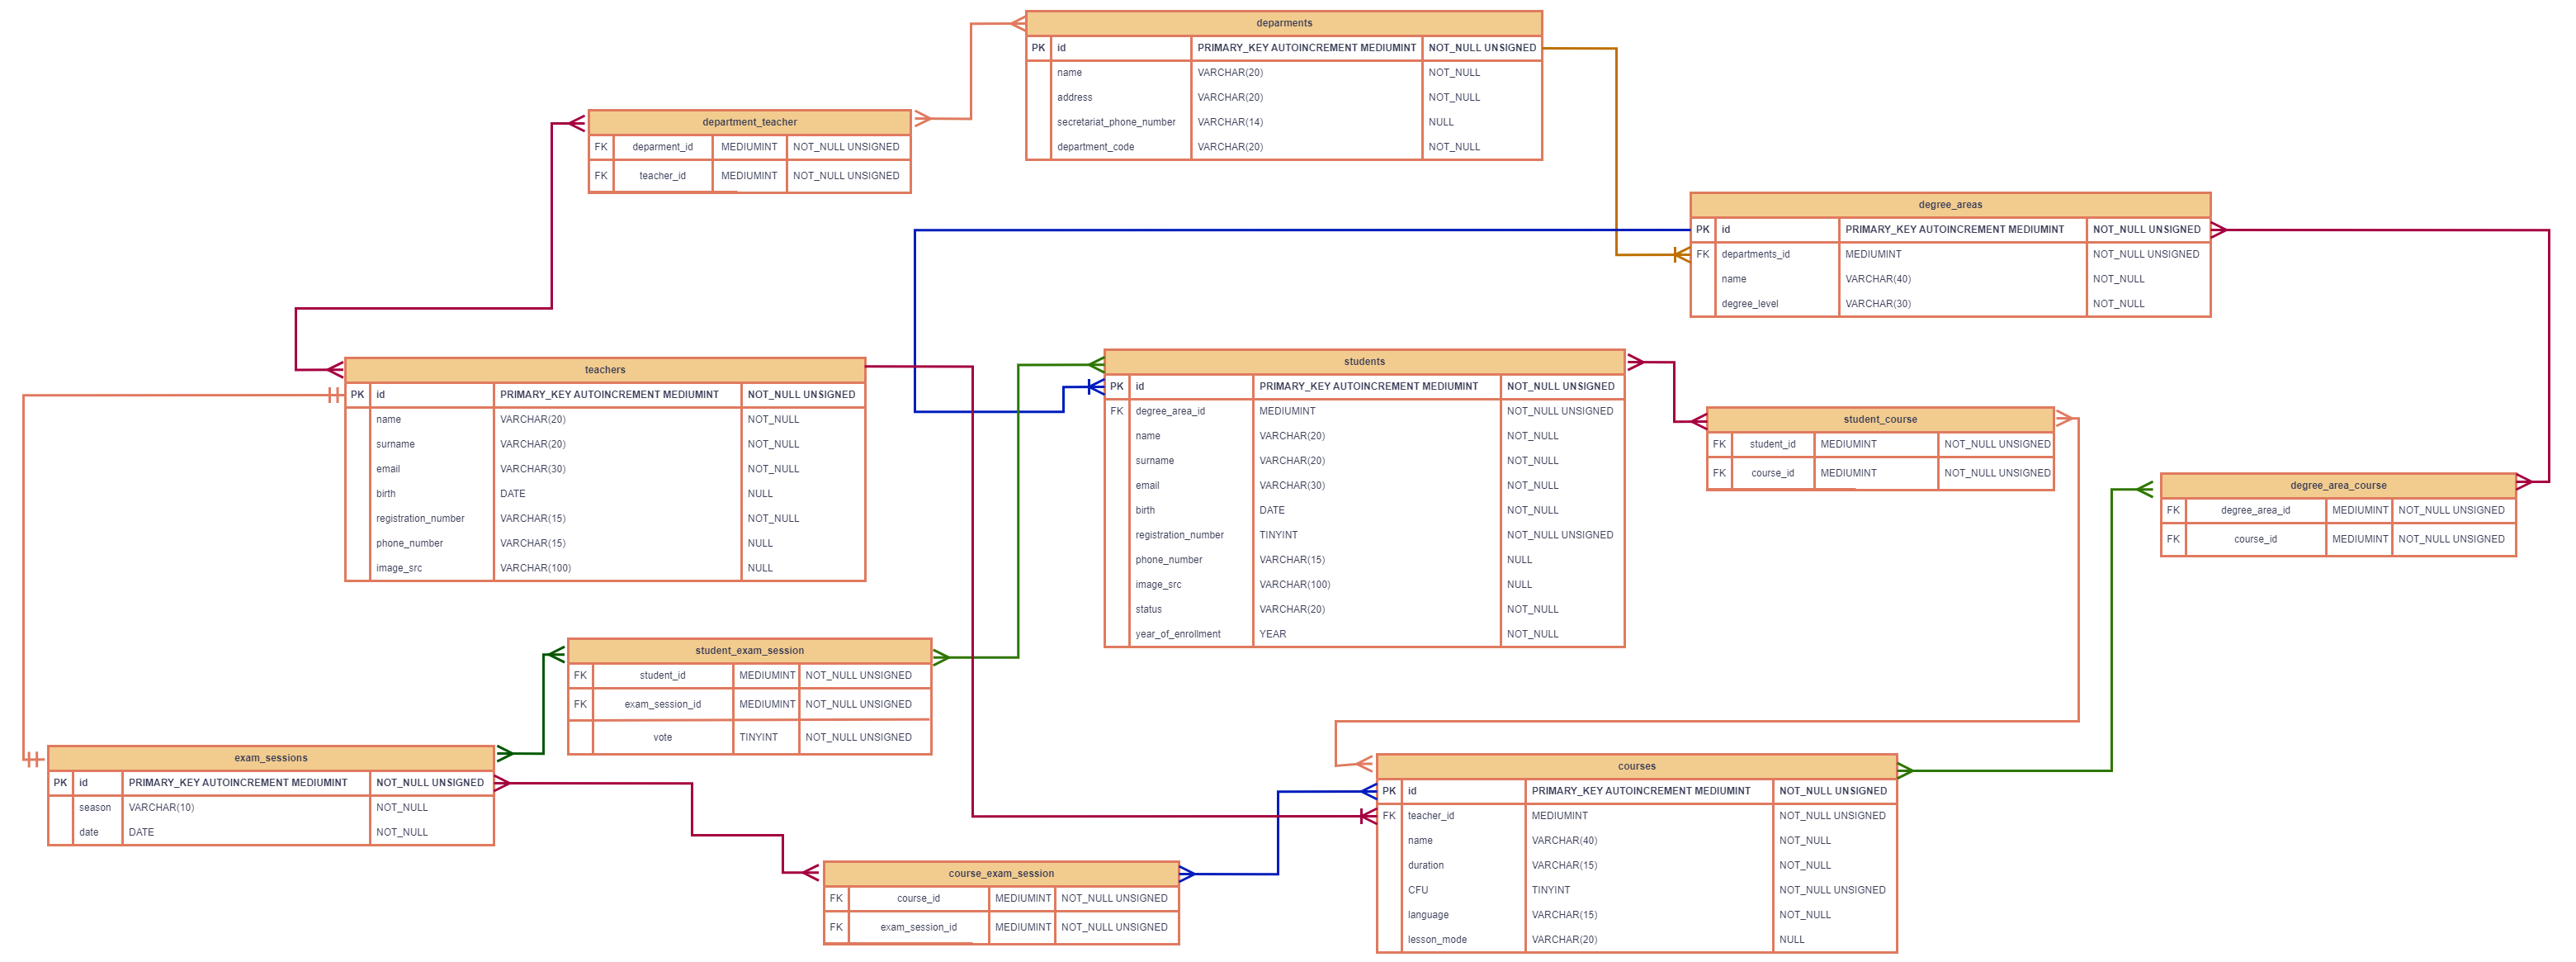 deparments
PK id PRIMARY_KEY AUTOINCREMENT MEDIUMINT NOT_NULL UNSIGNED
name VARCHAR(20) NOT_NULL
address VARCHAR(20) NOT_NULL
secretariat_phone_number VARCHAR(14) NULL
department_code VARCHAR(20) NOT_NULL
department_teacher
FK deparment_id MEDIUMINT NOT_NULL UNSIGNED
FK teacher_id MEDIUMINT NOT_NULL UNSIGNED
degree_areas
PK id PRIMARY_KEY AUTOINCREMENT MEDIUMINT NOT_NULL UNSIGNED
FK departments_id MEDIUMINT NOT_NULL UNSIGNED
name VARCHAR(40) NOT_NULL
degree_level VARCHAR(30) NOT_NULL
teachers
PK id PRIMARY_KEY AUTOINCREMENT MEDIUMINT NOT_NULL UNSIGNED
name VARCHAR(20) NOT_NULL
surname VARCHAR(20) NOT_NULL
email VARCHAR(30) NOT_NULL
birth DATE NULL
registration_number VARCHAR(15) NOT_NULL
phone_number VARCHAR(15) NULL
image_src VARCHAR(100) NULL
students
PK id PRIMARY_KEY AUTOINCREMENT MEDIUMINT NOT_NULL UNSIGNED
FK degree_area_id MEDIUMINT NOT_NULL UNSIGNED
name VARCHAR(20) NOT_NULL
surname VARCHAR(20) NOT_NULL
email VARCHAR(30) NOT_NULL
birth DATE NOT_NULL
registration_number TINYINT NOT_NULL UNSIGNED
phone_number VARCHAR(15) NULL
image_src VARCHAR(100) NULL
status VARCHAR(20) NOT_NULL
year_of_enrollment YEAR NOT_NULL
student_course
FK student_id MEDIUMINT NOT_NULL UNSIGNED
FK course_id MEDIUMINT NOT_NULL UNSIGNED
degree_area_course
FK degree_area_id MEDIUMINT NOT_NULL UNSIGNED
FK course_id MEDIUMINT NOT_NULL UNSIGNED
student_exam_session
FK student_id MEDIUMINT NOT_NULL UNSIGNED
FK exam_session_id MEDIUMINT NOT_NULL UNSIGNED
vote TINYINT NOT_NULL UNSIGNED
exam_sessions
PK id PRIMARY_KEY AUTOINCREMENT MEDIUMINT NOT_NULL UNSIGNED
season VARCHAR(10) NOT_NULL
date DATE NOT_NULL
courses
PK id PRIMARY_KEY AUTOINCREMENT MEDIUMINT NOT_NULL UNSIGNED
FK teacher_id MEDIUMINT NOT_NULL UNSIGNED
name VARCHAR(40) NOT_NULL
duration VARCHAR(15) NOT_NULL
CFU TINYINT NOT_NULL UNSIGNED
language VARCHAR(15) NOT_NULL
lesson_mode VARCHAR(20) NULL
course_exam_session
FK course_id MEDIUMINT NOT_NULL UNSIGNED
FK exam_session_id MEDIUMINT NOT_NULL UNSIGNED